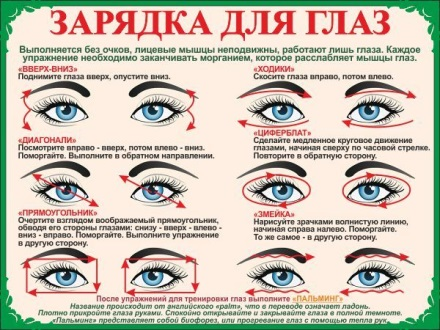 ЗАРЯДКА ДЛЯ ГЛАЗ
Выполняется без очков, лицевые мышцы неподвижны, работают лишь глаза. Каждое
упражнение необходимо заканчивать морганием, которое расслабляет мышцы глаз.
«ВВЕРХ-ВНИЗ»
Поднимите глаза вверх, опустите вниз.
«ХОДИКИ»
Скосите глаза вправо, потом влево.
«ДИАГОНАЛИ»
Посмотрите вправо - вверх, потом влево - вниз.
Поморгайте. Выполните в обратном направлении.
«ЦИФЕРБЛАТ»
Сделайте медленное круговое движение
глазами, начиная сверху по часовой стрелке.
Повторите в обратную сторону.
«ПРЯМОУГОЛЬНИК»
Очертите взглядом воображаемый прямоугольник,
обводя его стороны глазами: снизу - вверх - влево -
вниз - вправо. Поморгайте. Выполните упражнение
в другую сторону.
«ЗМЕЙКА»
Нарисуйте зрачками волнистую линию,
начиная справа налево. Поморгайте.
То же самое - в другую сторону.
После упражнений для тренировки глаз выполните «ПАЛЬМИНГ»
Название происходит от английского «palm», что в переводе означает ладонь.
Плотно прикройте глаза руками. Спокойно открывайте и закрывайте глаза в полной темноте.
«Пальминг» представляет собой биофорез, или прогревание глаз с помощью тепла рук.